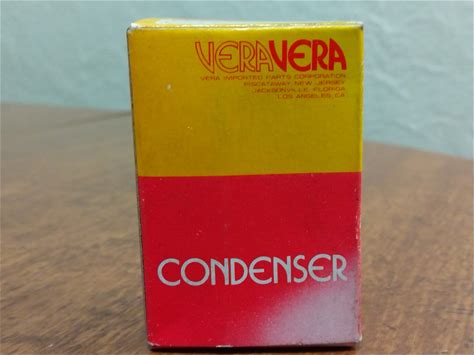 VERAVERA
VERA IMPORTED PARTS CORPORATION
PISCATAWAY, NEW JERSEY
JACKSONVILLE, FLORIDA
LOS ANGELES, CA
CONDENSER